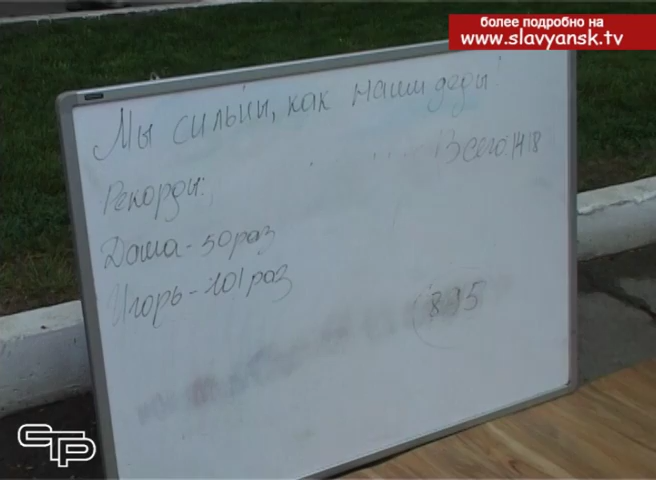 более подробно на
www.slavyansk.tv
Мы сильны, как наши деды!
Всего: 1418
Рекорды:
Даша - 50 раз
Игорь - 101 раз
895
СТР